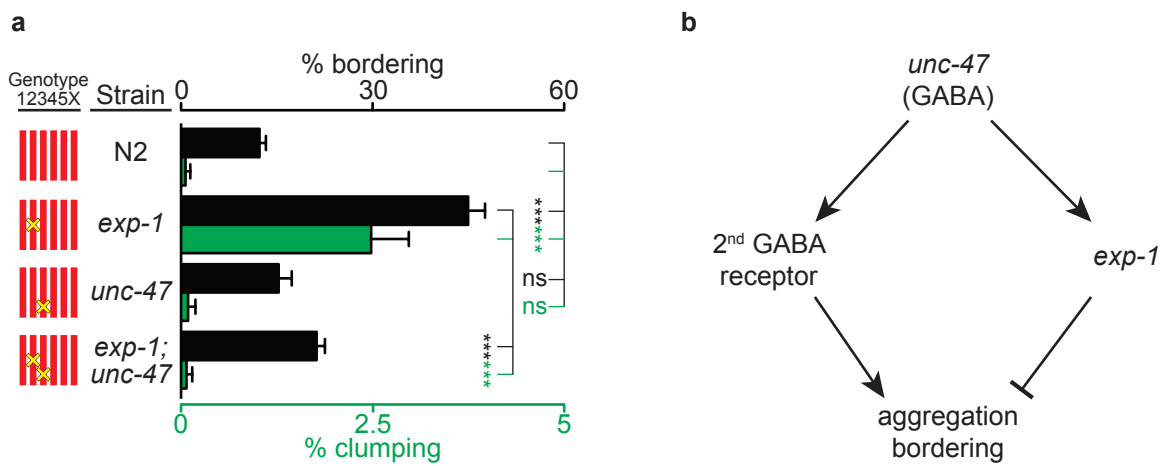 a
b
Genotype
12345X
Strain
% bordering
0 30 60
N2
exp-1
unc-47
exp-1;
unc-47
***
***
ns
ns
***
***
0 2.5 5
% clumping
unc-47
(GABA)
2nd GABA
receptor
exp-1
aggregation
bordering